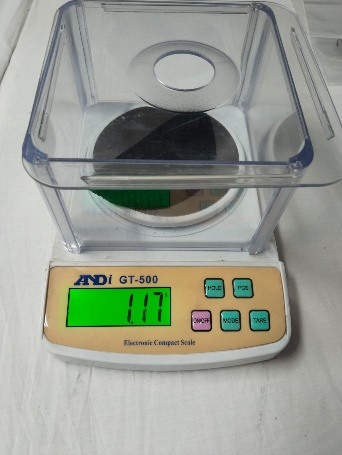 ANDi GT-500
1.17
HOLD PCS
ON/OFF MODE TARE
Electronic Compact Scale